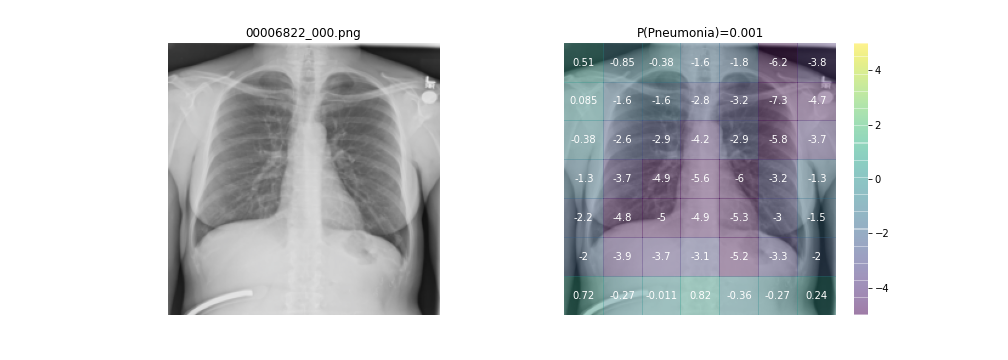 00006822_000.png
P(Pneumonia)=0.001
0.51 -0.85 -0.38 -1.6 -1.8 -6.2 -3.8
0.085 -1.6 -1.6 -2.8 -3.2 -7.3 -4.7
-0.38 -2.6 -2.9 -4.2 -2.9 -5.8 -3.7
-1.3 -3.7 -4.9 -5.6 -6 -3.2 -1.3
-2.2 -4.8 -5 -4.9 -5.3 -3 -1.5
-2 -3.9 -3.7 -3.1 -5.2 -3.3 -2
0.72 -0.27 -0.011 0.82 -0.36 -0.27 0.24
4
2
0
−2
−4